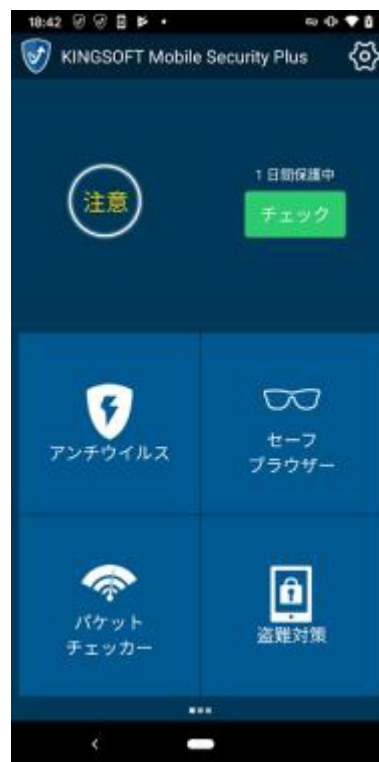 18:42
KINGSOFT Mobile Security Plus
注意
1 日間保護中
チェック
アンチウイルス
セーフ
ブラウザー
パケット
チェッカー
盗難対策